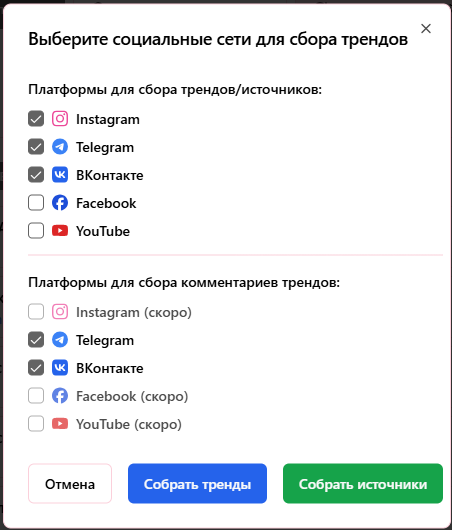 Выберите социальные сети для сбора трендов
Платформы для сбора трендов/источников:
Instagram
Telegram
ВКонтакте
Facebook
YouTube
Платформы для сбора комментариев трендов:
Instagram (скоро)
Telegram
ВКонтакте
Facebook (скоро)
YouTube (скоро)
Отмена
Собрать тренды
Собрать источники